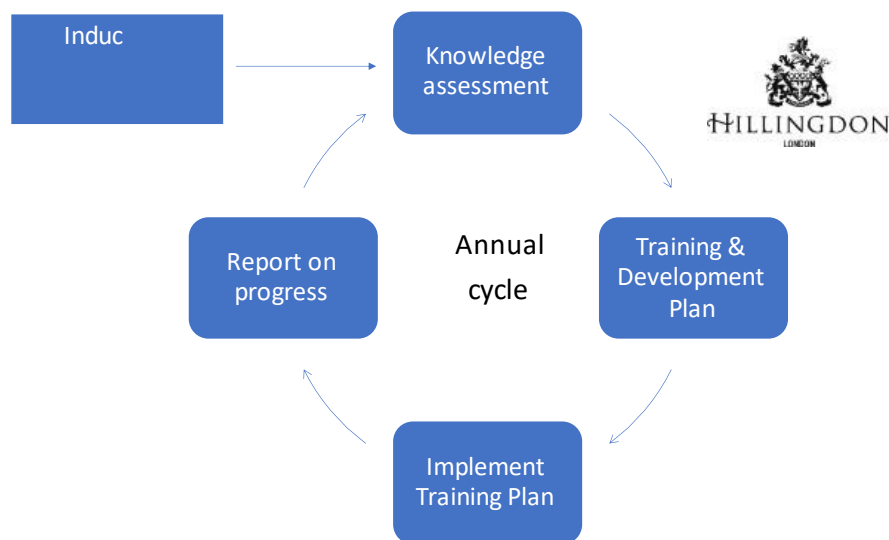 Induc
Knowledge
assessment
HILLINGDON
LONDON
Report on
progress
Annual
cycle
Training &
Development
Plan
Implement
Training Plan